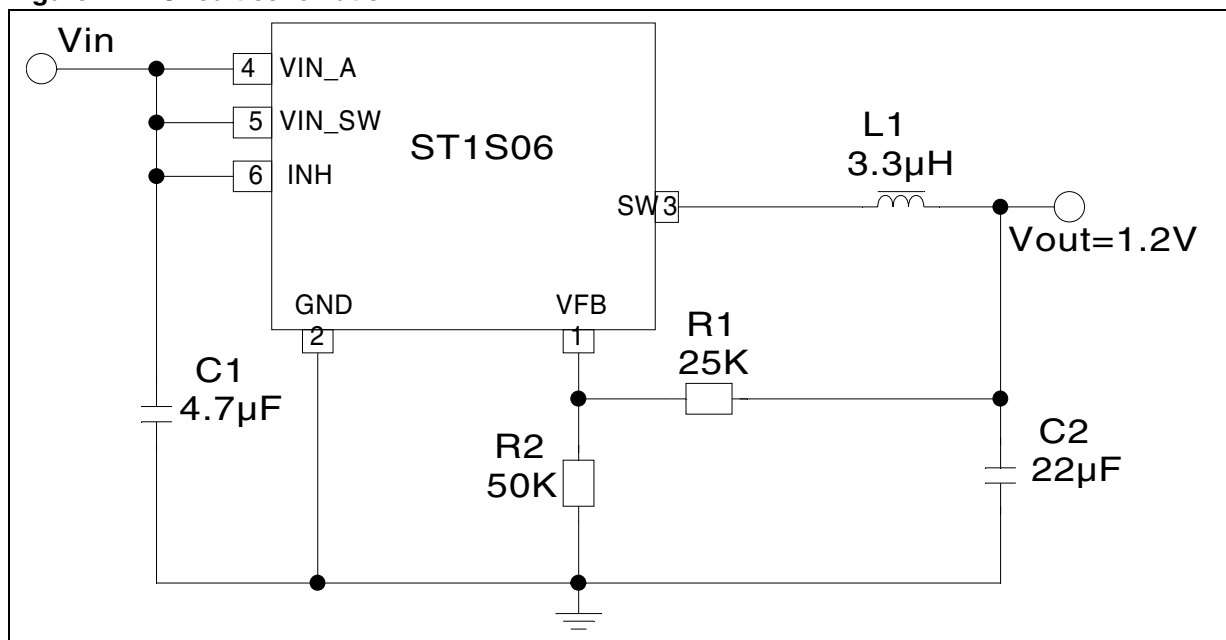 Vin
4 VIN_A
5 VIN_SW
6 INH
ST1S06
L1
3.3µH
SW 3
Vout=1.2V
GND
2
VFB
1
R1
25K
C1
4.7µF
R2
50K
C2
22µF